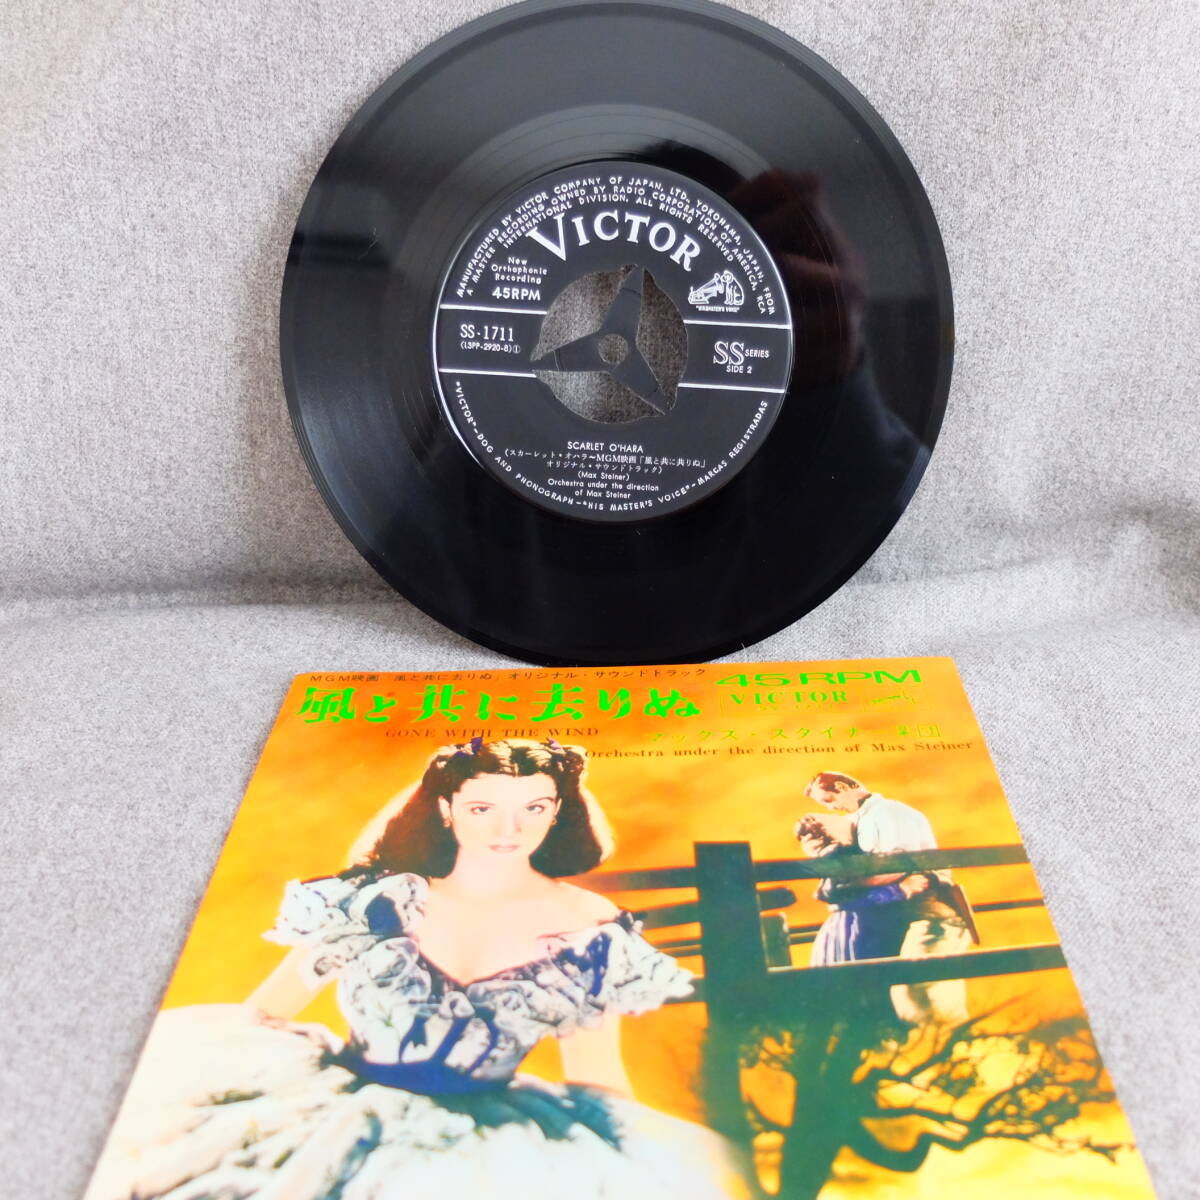 MANUFACTURED BY VICTOR COMPANY OF JAPAN, LTD. YOKOHAMA, JAPAN, FROM
A MASTER RECORDING OWNED BY RADIO CORPORATION OF AMERICA, RCA
INTERNATIONAL DIVISION. ALL RIGHTS RESERVED
VICTOR
New
Orthophonic
Recording
45RPM
"HIS MASTER'S VOICE"
SS-1711
(L3PP-2920-8)①
SS SERIES
SIDE 2
SCARLET O'HARA
(スカーレット・オハラ〜MGM映画「風と共に去りぬ」
オリジナル・サウンドトラック)
(Max Steiner)
Orchestra under the direction
of Max Steiner
"VICTOR"–DOG AND PHONOGRAPH–"HIS MASTER'S VOICE"–MARCAS REGISTRADAS
MGM映画「風と共に去りぬ」オリジナル・サウンドトラック
45RPM
風と共に去りぬ
VICTOR
GONE WITH THE WIND
マックス・スタイナー
Orchestra under the direction of Max Steiner